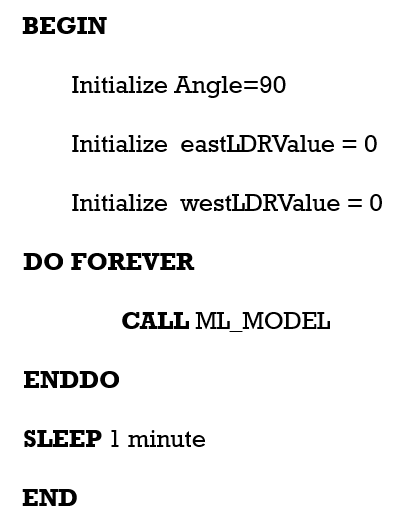 BEGIN
Initialize Angle=90
Initialize eastLDRValue = 0
Initialize westLDRValue = 0
DO FOREVER
CALL ML_MODEL
ENDDO
SLEEP 1 minute
END